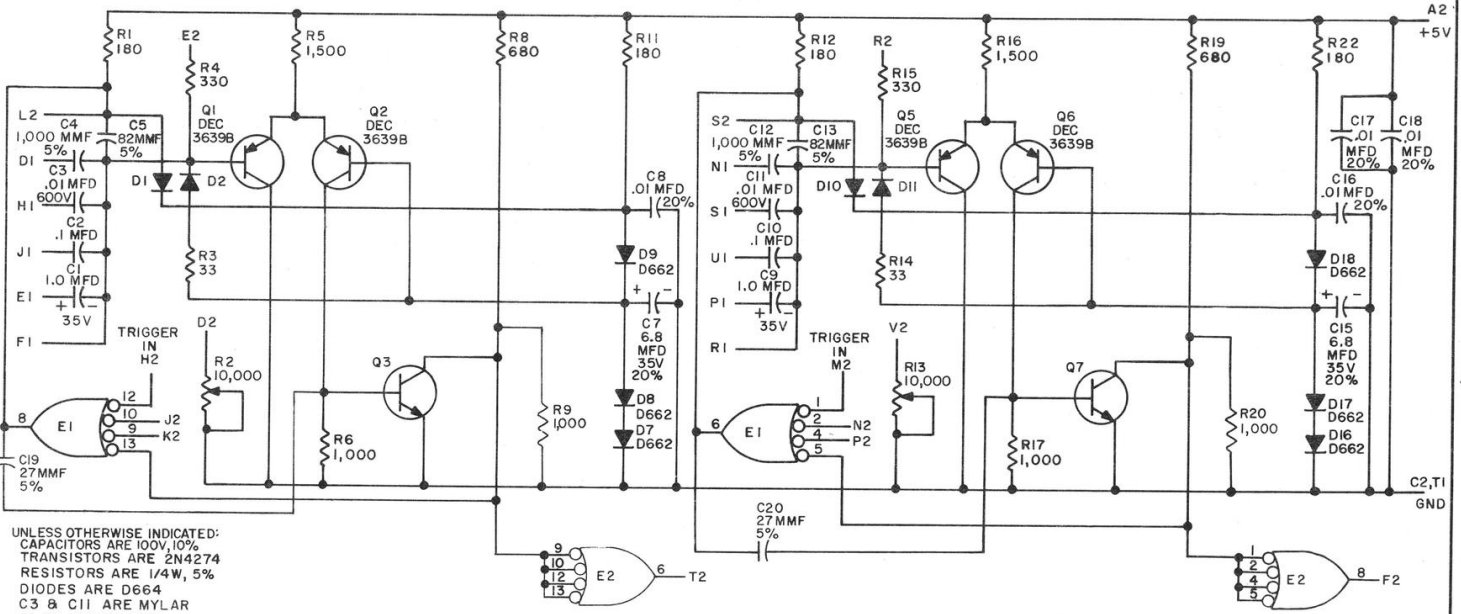 A2
+5V
R1
180
E2
R4
330
R5
1,500
R8
680
R11
180
R12
180
R2
R15
330
R16
1,500
R19
680
R22
180
L2
C4
1,000 MMF
5%
C5
82MMF
5%
Q1
DEC
3639B
Q2
DEC
3639B
D1
C3
.01 MFD
600V
D1
D2
H1
C2
.1 MFD
J1
C1
1.0 MFD
E1
+
-
35V
F1
R3
33
C8
.01 MFD
20%
D9
D662
+
-
C7
6.8
MFD
35V
20%
D8
D662
D7
D662
TRIGGER
IN
H2
D2
R2
10,000
Q3
R9
1,000
R6
1,000
8
E1
12
10
9
13
J2
K2
C19
27MMF
5%
S2
C12
1,000 MMF
5%
C13
82MMF
5%
Q5
DEC
3639B
Q6
DEC
3639B
N1
C11
.01 MFD
600V
D10
D11
S1
C10
.1 MFD
U1
C9
1.0 MFD
P1
+
-
35V
R1
R14
33
C17
.01
MFD
20%
C18
.01
MFD
20%
C16
.01MFD
20%
D18
D662
+
-
C15
6.8
MFD
35V
20%
D17
D662
D16
D662
TRIGGER
IN
M2
V2
R13
10,000
Q7
R20
1,000
R17
1,000
6
E1
1
2
4
5
N2
P2
C20
27MMF
5%
C2,T1
GND
UNLESS OTHERWISE INDICATED:
CAPACITORS ARE 100V,10%
TRANSISTORS ARE 2N4274
RESISTORS ARE 1/4W, 5%
DIODES ARE D664
C3 & C11 ARE MYLAR
9
10
12
13
E2
6
T2
1
2
4
5
E2
8
F2